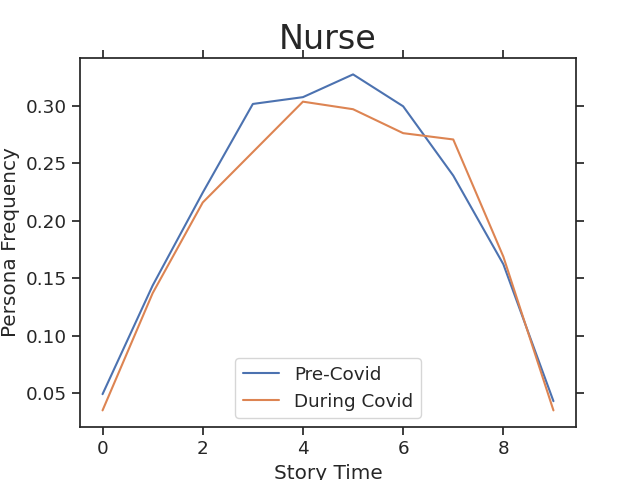 Nurse
Persona Frequency
0.30
0.25
0.20
0.15
0.10
0.05
Pre-Covid
During Covid
0 2 4 6 8
Story Time